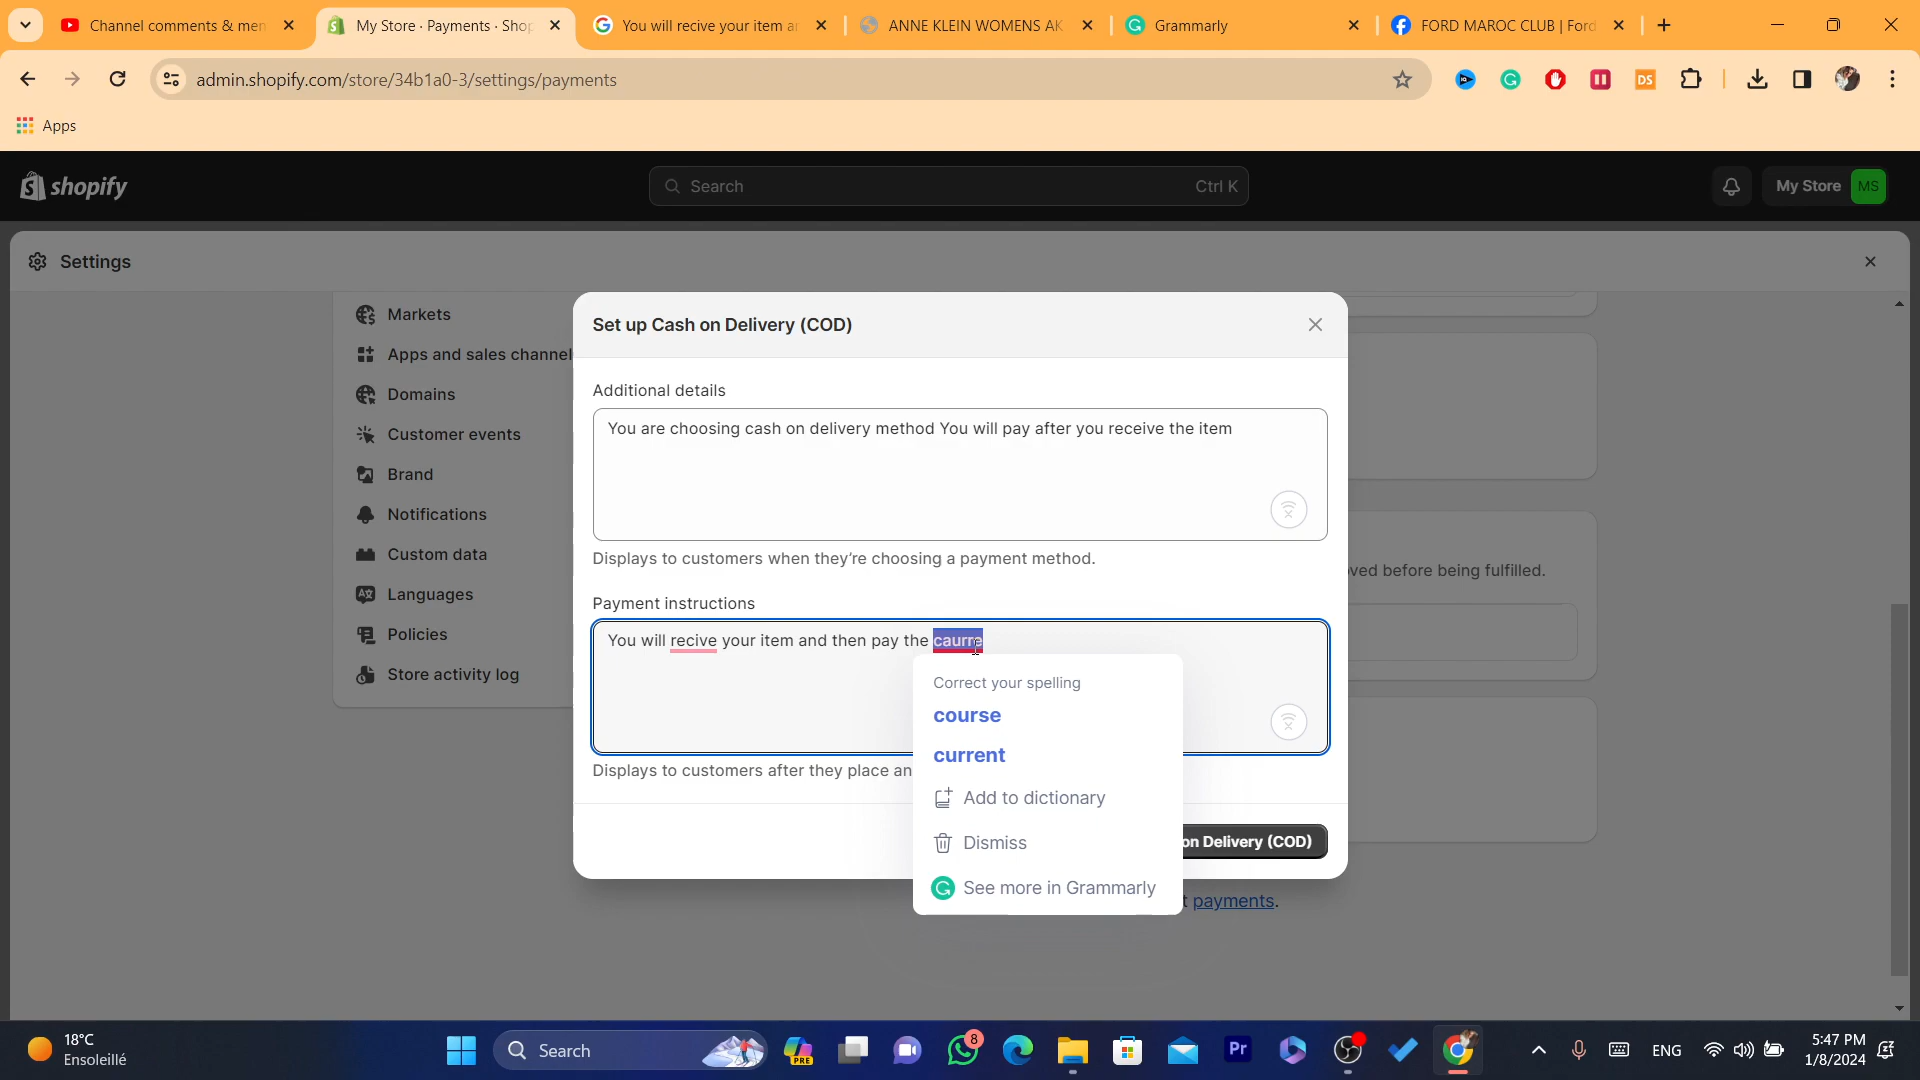 Channel comments & men
My Store · Payments · Shop
You will recive your item an
ANNE KLEIN WOMENS AK
Grammarly
FORD MAROC CLUB | Ford
admin.shopify.com/store/34b1a0-3/settings/payments
DS
Apps
shopify
Search
Ctrl K
My Store
MS
Settings
Markets
Apps and sales channel
Domains
Customer events
Brand
Notifications
Custom data
Languages
Policies
Store activity log
Set up Cash on Delivery (COD)
Additional details
You are choosing cash on delivery method You will pay after you receive the item
Displays to customers when they're choosing a payment method.
Payment instructions
You will recive your item and then pay the caurre
Displays to customers after they place an
Correct your spelling
course
current
Add to dictionary
Dismiss
See more in Grammarly
on Delivery (COD)
ved before being fulfilled.
t payments.
18°C
Ensoleillé
Search
PRE
8
Pr
ENG
5:47 PM
1/8/2024